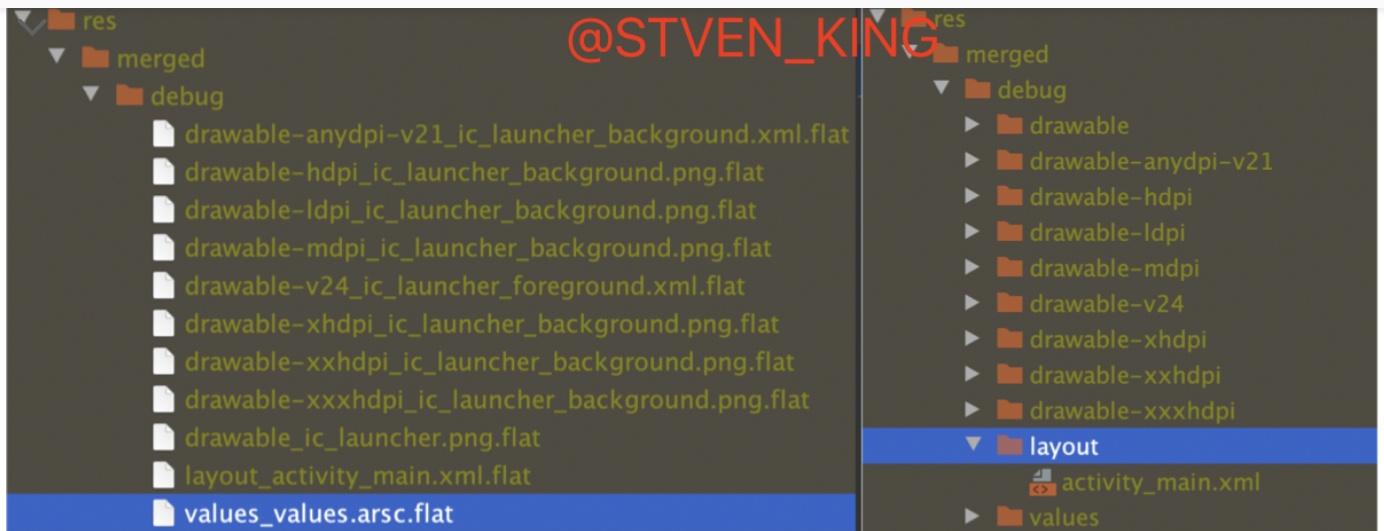 @STVEN_KING
res
merged
debug
drawable-anydpi-v21_ic_launcher_background.xml.flat
drawable-hdpi_ic_launcher_background.png.flat
drawable-ldpi_ic_launcher_background.png.flat
drawable-mdpi_ic_launcher_background.png.flat
drawable-v24_ic_launcher_foreground.xml.flat
drawable-xhdpi_ic_launcher_background.png.flat
drawable-xxhdpi_ic_launcher_background.png.flat
drawable-xxxhdpi_ic_launcher_background.png.flat
drawable_ic_launcher.png.flat
layout_activity_main.xml.flat
values_values.arsc.flat
res
merged
debug
drawable
drawable-anydpi-v21
drawable-hdpi
drawable-ldpi
drawable-mdpi
drawable-v24
drawable-xhdpi
drawable-xxhdpi
drawable-xxxhdpi
layout
activity_main.xml
values